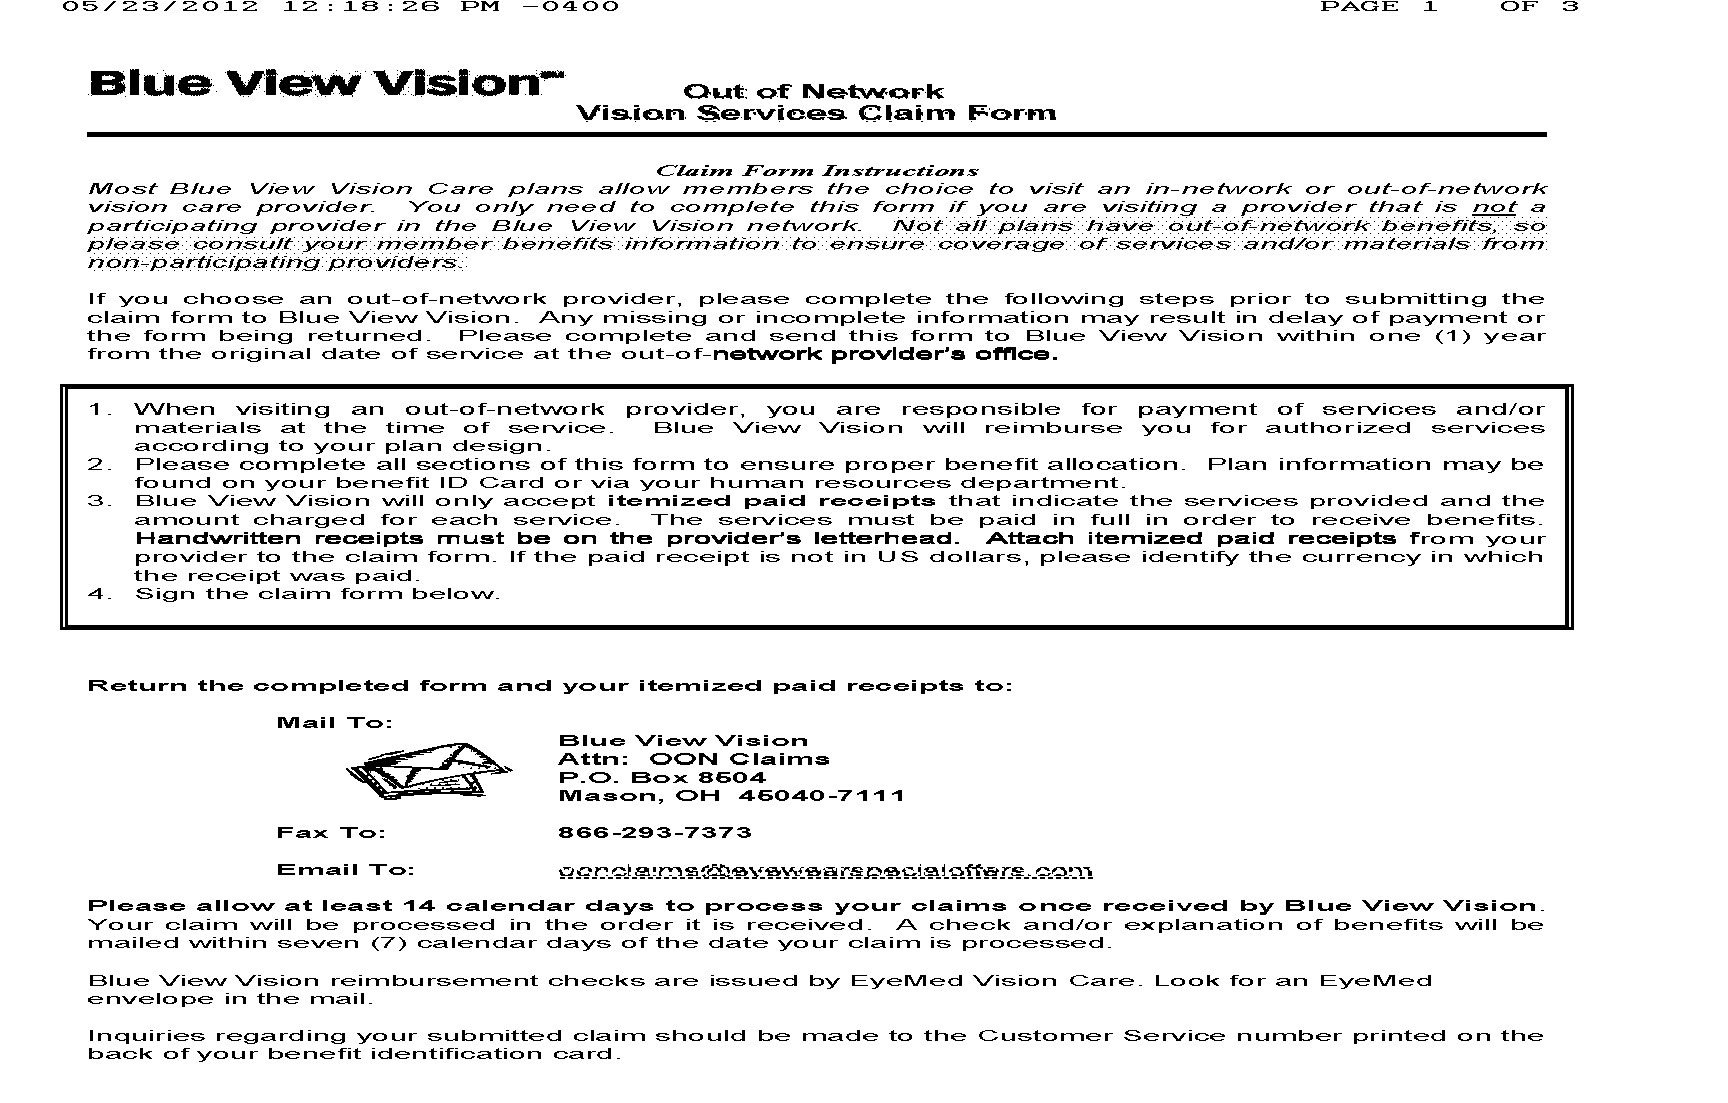 05/23/2012 12:18:26 PM -0400 PAGE 1 OF 3
Blue View Vision℠
Out of Network
Vision Services Claim Form
Claim Form Instructions
Most Blue View Vision Care plans allow members the choice to visit an in-network or out-of-network
vision care provider. You only need to complete this form if you are visiting a provider that is not a
participating provider in the Blue View Vision network. Not all plans have out-of-network benefits, so
please consult your member benefits information to ensure coverage of services and/or materials from
non-participating providers.
If you choose an out-of-network provider, please complete the following steps prior to submitting the
claim form to Blue View Vision. Any missing or incomplete information may result in delay of payment or
the form being returned. Please complete and send this form to Blue View Vision within one (1) year
from the original date of service at the out-of-network provider's office.
1. When visiting an out-of-network provider, you are responsible for payment of services and/or
materials at the time of service. Blue View Vision will reimburse you for authorized services
according to your plan design.
2. Please complete all sections of this form to ensure proper benefit allocation. Plan information may be
found on your benefit ID Card or via your human resources department.
3. Blue View Vision will only accept itemized paid receipts that indicate the services provided and the
amount charged for each service. The services must be paid in full in order to receive benefits.
Handwritten receipts must be on the provider's letterhead. Attach itemized paid receipts from your
provider to the claim form. If the paid receipt is not in US dollars, please identify the currency in which
the receipt was paid.
4. Sign the claim form below.
Return the completed form and your itemized paid receipts to:
Mail To:
Blue View Vision
Attn: OON Claims
P.O. Box 8504
Mason, OH 45040-7111
Fax To: 866-293-7373
Email To: oonclaims@eyewearspecialoffers.com
Please allow at least 14 calendar days to process your claims once received by Blue View Vision.
Your claim will be processed in the order it is received. A check and/or explanation of benefits will be
mailed within seven (7) calendar days of the date your claim is processed.
Blue View Vision reimbursement checks are issued by EyeMed Vision Care. Look for an EyeMed
envelope in the mail.
Inquiries regarding your submitted claim should be made to the Customer Service number printed on the
back of your benefit identification card.